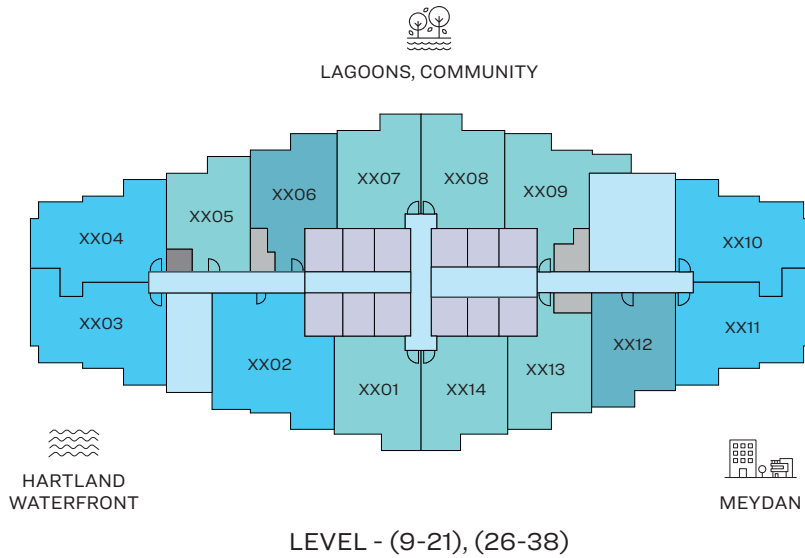 LAGOONS, COMMUNITY
XX07
XX08
XX06
XX09
XX05
XX04
XX10
XX03
XX11
XX02
XX12
XX01
XX14
XX13
HARTLAND
WATERFRONT
MEYDAN
LEVEL - (9-21), (26-38)